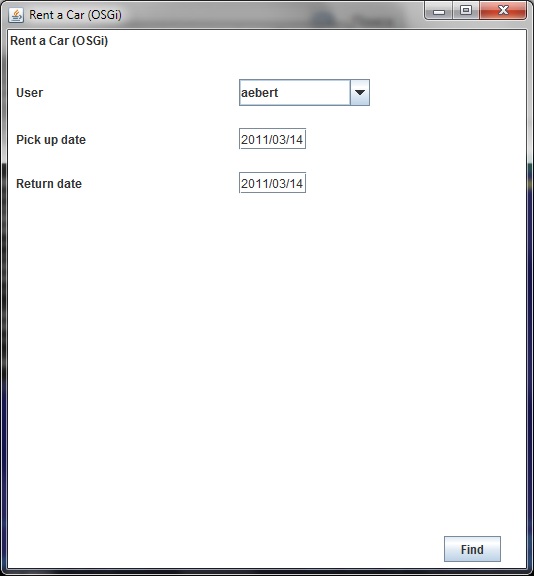 Rent a Car (OSGi)
Rent a Car (OSGi)
User aebert
Pick up date 2011/03/14
Return date 2011/03/14
Find